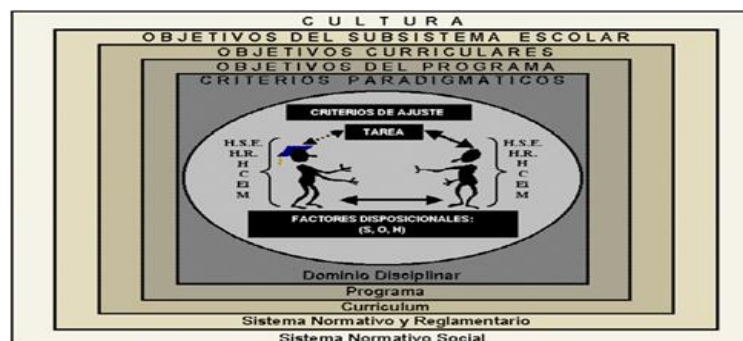 CULTURA
OBJETIVOS DEL SUBSISTEMA ESCOLAR
OBJETIVOS CURRICULARES
OBJETIVOS DEL PROGRAMA
CRITERIOS PARADIGMÁTICOS
CRITERIOS DE AJUSTE
TAREA
H.S.E.
H.R.
H
C
EI
M
H.S.E.
H.R.
H
C
EI
M
FACTORES DISPOSICIONALES:
(S, O, H)
Dominio Disciplinar
Programa
Curriculum
Sistema Normativo y Reglamentario
Sistema Normativo Social